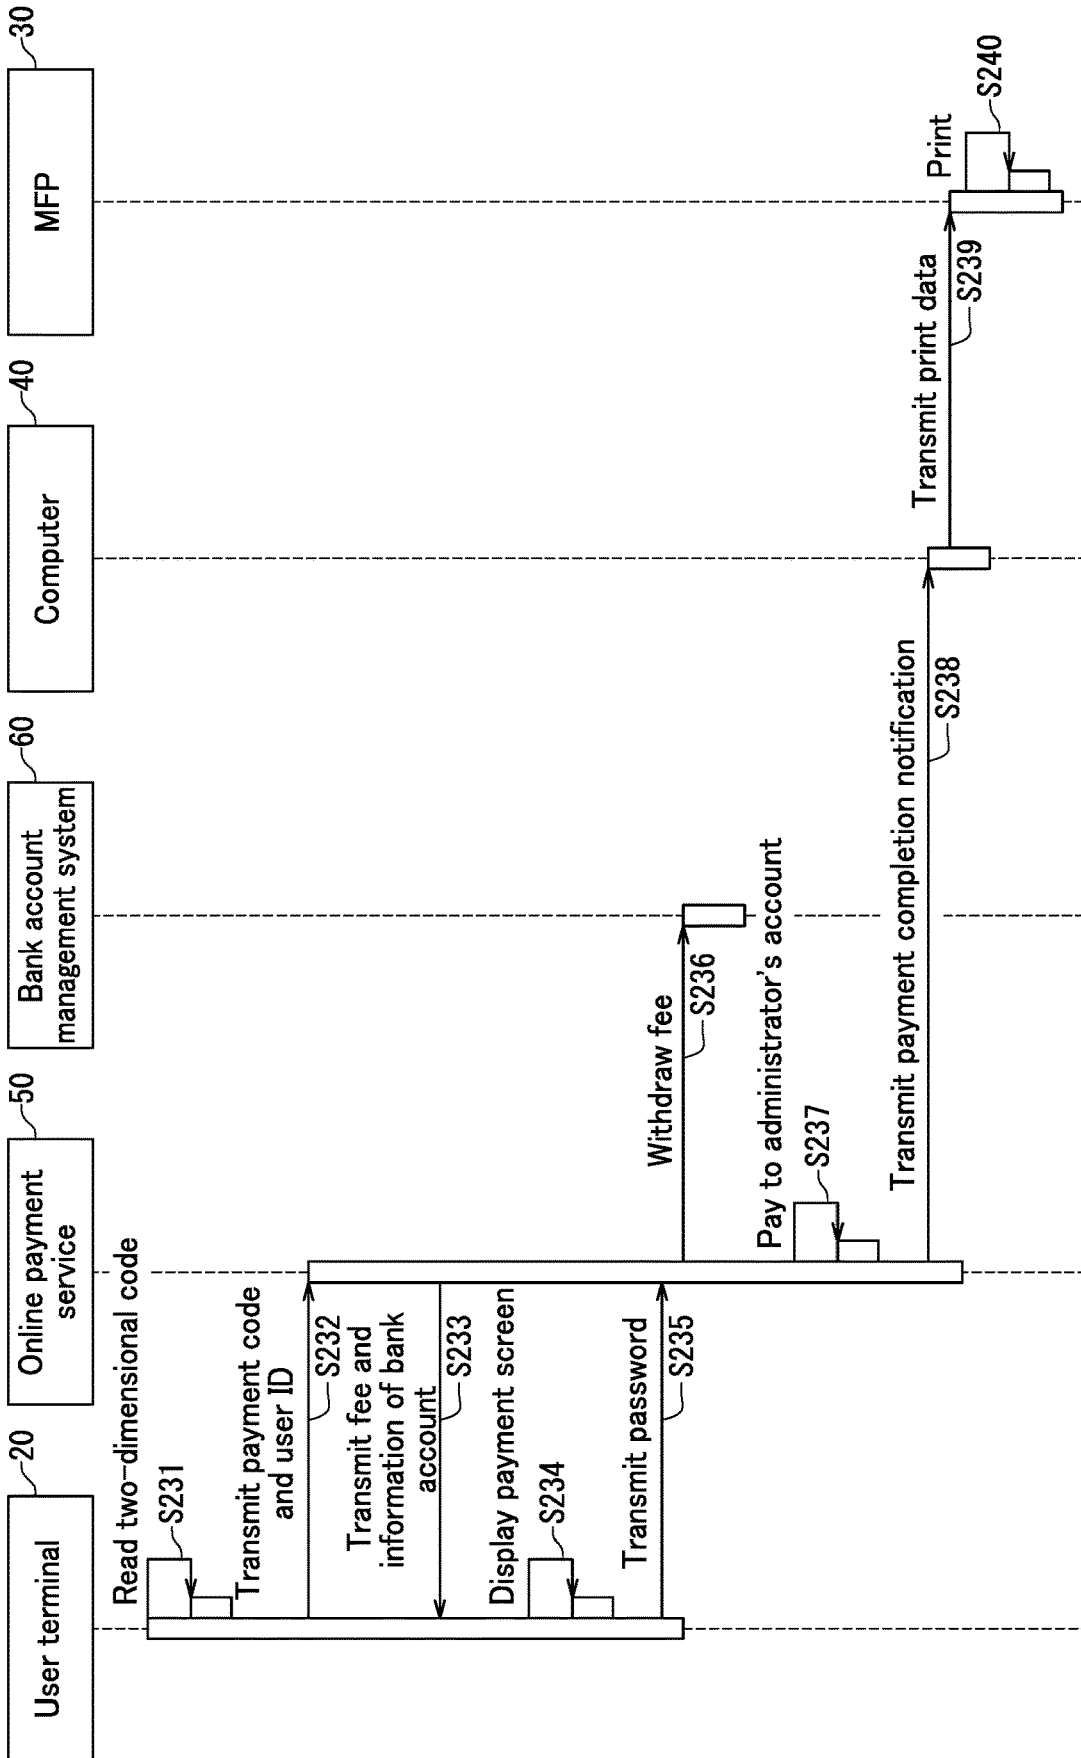 User terminal
20
Online payment
service
50
Bank account
management system
60
Computer
40
MFP
30
Read two-dimensional code
S231
Transmit payment code
and user ID
S232
Transmit fee and
information of bank
account
S233
Display payment screen
S234
Transmit password
S235
Withdraw fee
S236
Pay to administrator's account
S237
Transmit payment completion notification
S238
Transmit print data
S239
Print
S240